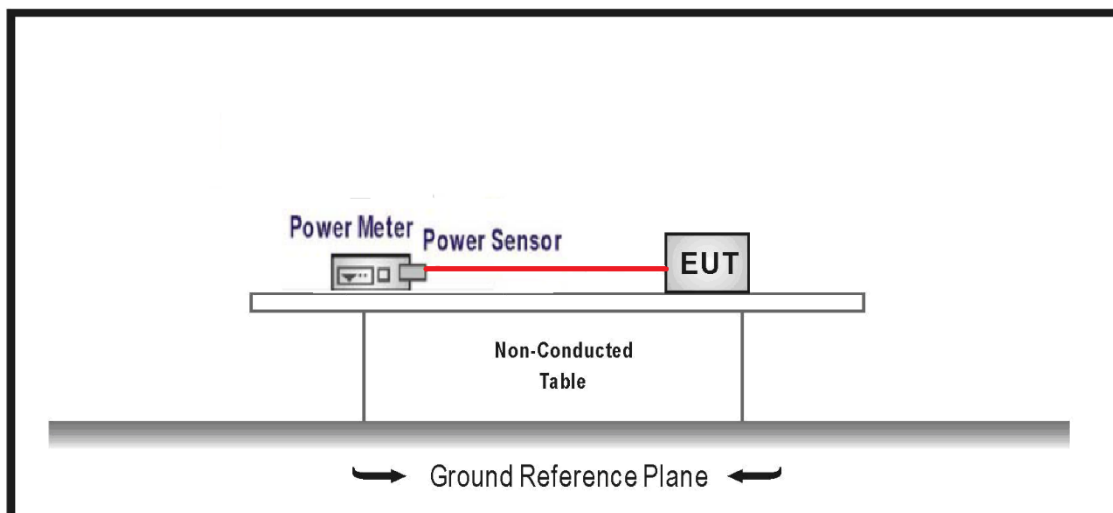 Power Meter
Power Sensor
EUT
Non-Conducted
Table
Ground Reference Plane